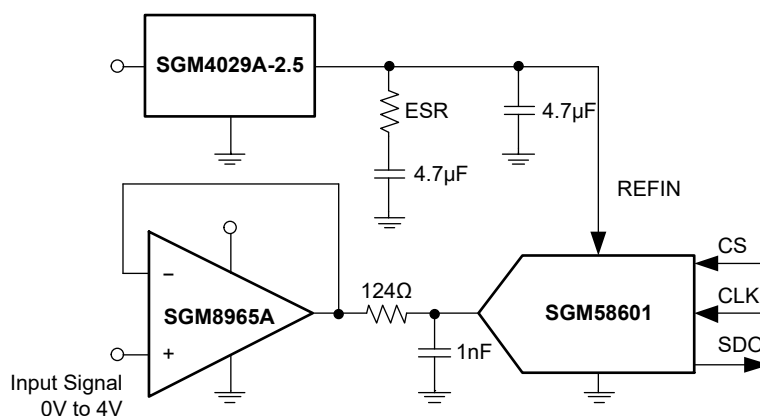 SGM4029A-2.5
ESR
4.7µF
4.7µF
REFIN
CS
−
124Ω
CLK
SGM8965A
SGM58601
SDO
+
1nF
Input Signal
0V to 4V